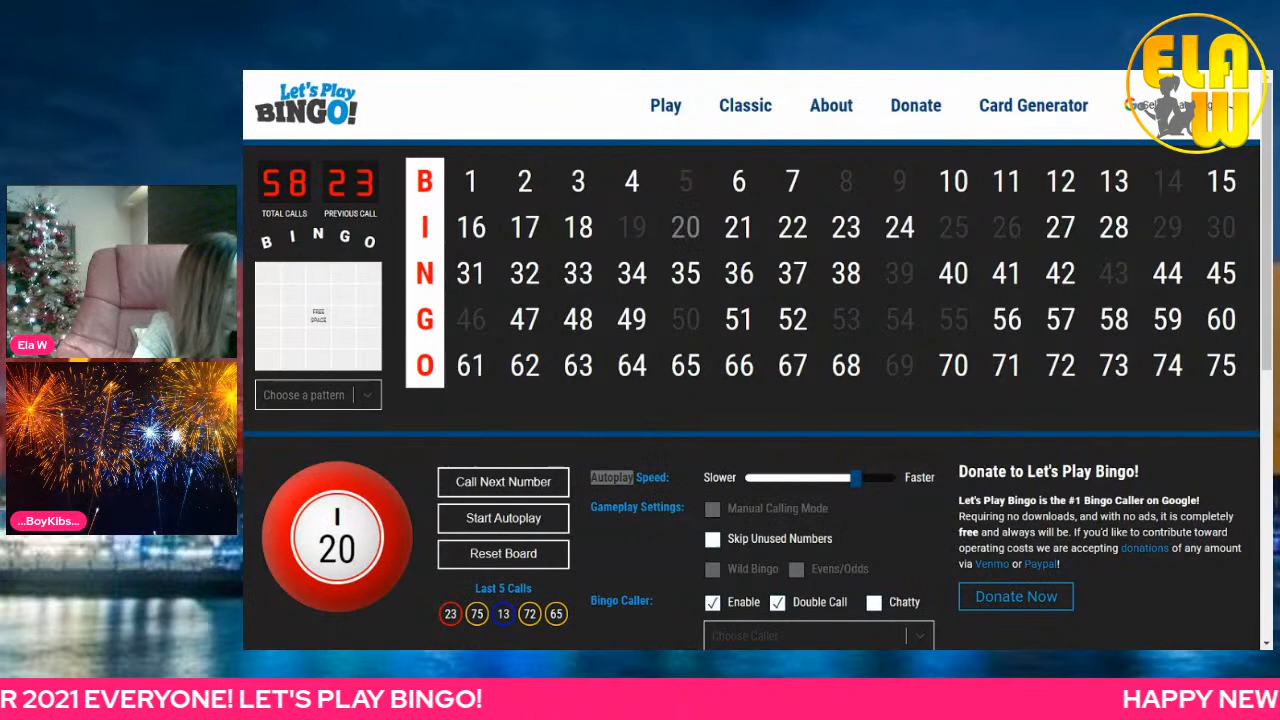 ELA
W
Let's Play
BINGO!
Play Classic About Donate Card Generator
58 23
TOTAL CALLS PREVIOUS CALL
B I N G O
FREE
SPACE
Choose a pattern
B 1 2 3 4 5 6 7 8 9 10 11 12 13 14 15
I 16 17 18 19 20 21 22 23 24 25 26 27 28 29 30
N 31 32 33 34 35 36 37 38 39 40 41 42 43 44 45
G 46 47 48 49 50 51 52 53 54 55 56 57 58 59 60
O 61 62 63 64 65 66 67 68 69 70 71 72 73 74 75
Ela W
...BoyKIbs...
I
20
Call Next Number
Start Autoplay
Reset Board
Last 5 Calls
23 75 13 72 65
Autoplay Speed: Slower Faster
Gameplay Settings: Manual Calling Mode
Skip Unused Numbers
Wild Bingo Evens/Odds
Bingo Caller: Enable Double Call Chatty
Choose Caller
Donate to Let's Play Bingo!
Let's Play Bingo is the #1 Bingo Caller on Google!
Requiring no downloads, and with no ads, it is completely
free and always will be. If you'd like to contribute toward
operating costs we are accepting donations of any amount
via Venmo or Paypal!
Donate Now
R 2021 EVERYONE! LET'S PLAY BINGO! HAPPY NEW